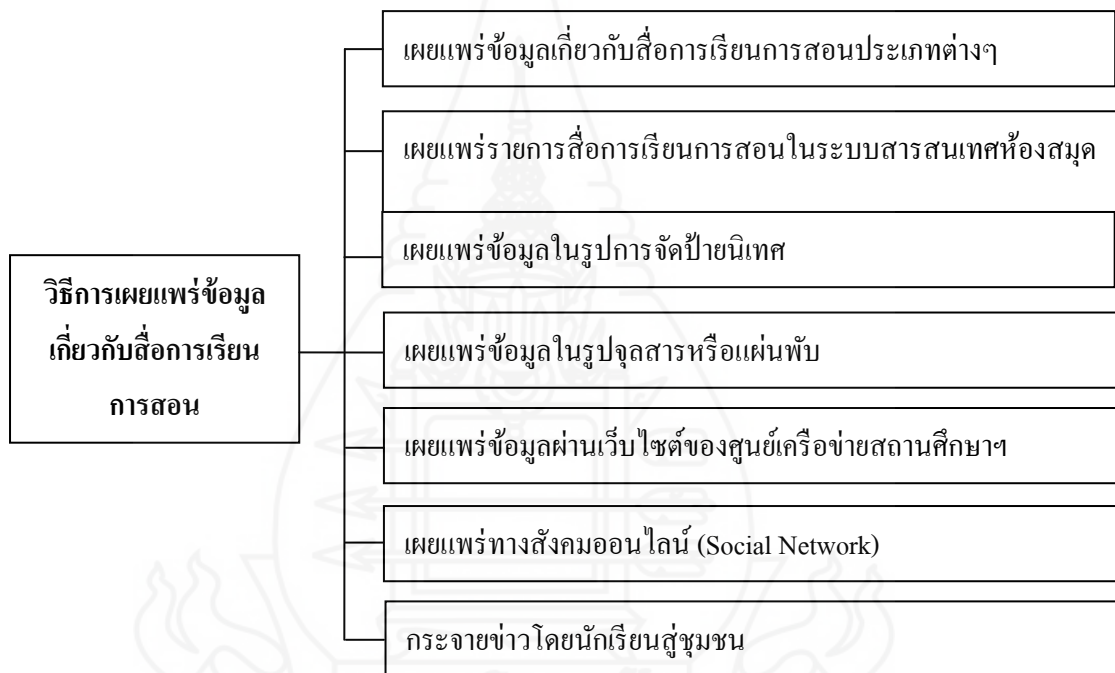 เผยแพร่ข้อมูลเกี่ยวกับสื่อการเรียนการสอนประเภทต่างๆ
เผยแพร่รายการสื่อการเรียนการสอนในระบบสารสนเทศห้องสมุด
เผยแพร่ข้อมูลในรูปการจัดป้ายนิเทศ
วิธีการเผยแพร่ข้อมูล
เกี่ยวกับสื่อการเรียน
การสอน
เผยแพร่ข้อมูลในรูปจุลสารหรือแผ่นพับ
เผยแพร่ข้อมูลผ่านเว็บไซต์ของศูนย์เครือข่ายสถานศึกษาฯ
เผยแพร่ทางสังคมออนไลน์ (Social Network)
กระจายข่าวโดยนักเรียนสู่ชุมชน